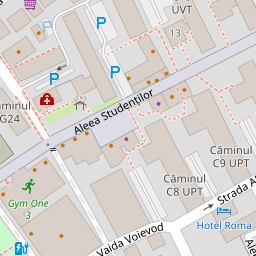 UVT
13
P
P
P
Căminul
G24
Aleea Studenților
Gym One
3
Căminul
C9 UPT
Căminul
C8 UPT
Strada
Hotel Roma
Vaida Voievod